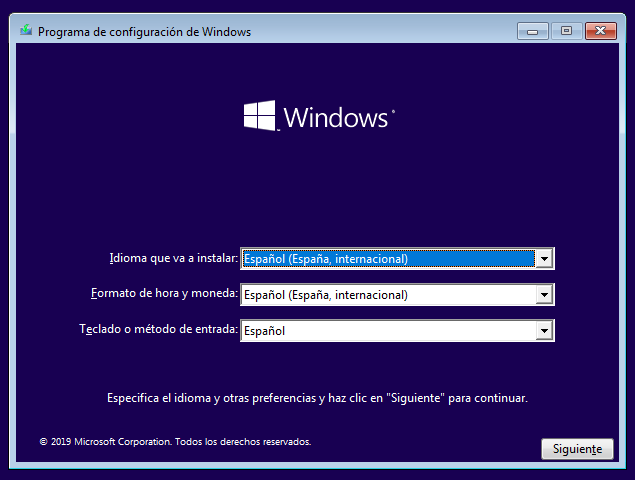 Programa de configuración de Windows
Windows
Idioma que va a instalar: Español (España, internacional)
Formato de hora y moneda: Español (España, internacional)
Teclado o método de entrada: Español
Especifica el idioma y otras preferencias y haz clic en "Siguiente" para continuar.
© 2019 Microsoft Corporation. Todos los derechos reservados.
Siguiente